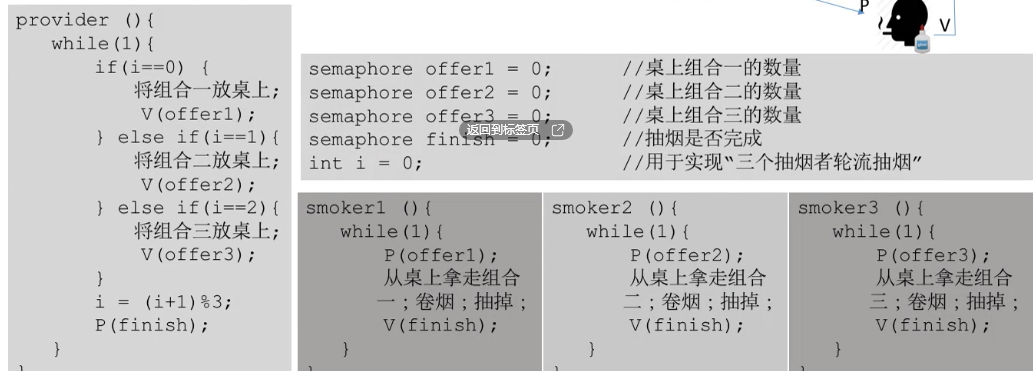 provider (){
while(1){
if(i==0) {
将组合一放桌上;
V(offer1);
} else if(i==1){
将组合二放桌上;
V(offer2);
} else if(i==2){
将组合三放桌上;
V(offer3);
}
i = (i+1)%3;
P(finish);
}
}
P
V
semaphore offer1 = 0; //桌上组合一的数量
semaphore offer2 = 0; //桌上组合二的数量
semaphore offer3 = 0; //桌上组合三的数量
返回到标签页
semaphore finish = 0; //抽烟是否完成
int i = 0; //用于实现“三个抽烟者轮流抽烟”
smoker1 (){
while(1){
P(offer1);
从桌上拿走组合
一；卷烟；抽掉；
V(finish);
}
}
smoker2 (){
while(1){
P(offer2);
从桌上拿走组合
二；卷烟；抽掉；
V(finish);
}
}
smoker3 (){
while(1){
P(offer3);
从桌上拿走组合
三；卷烟；抽掉；
V(finish);
}
}